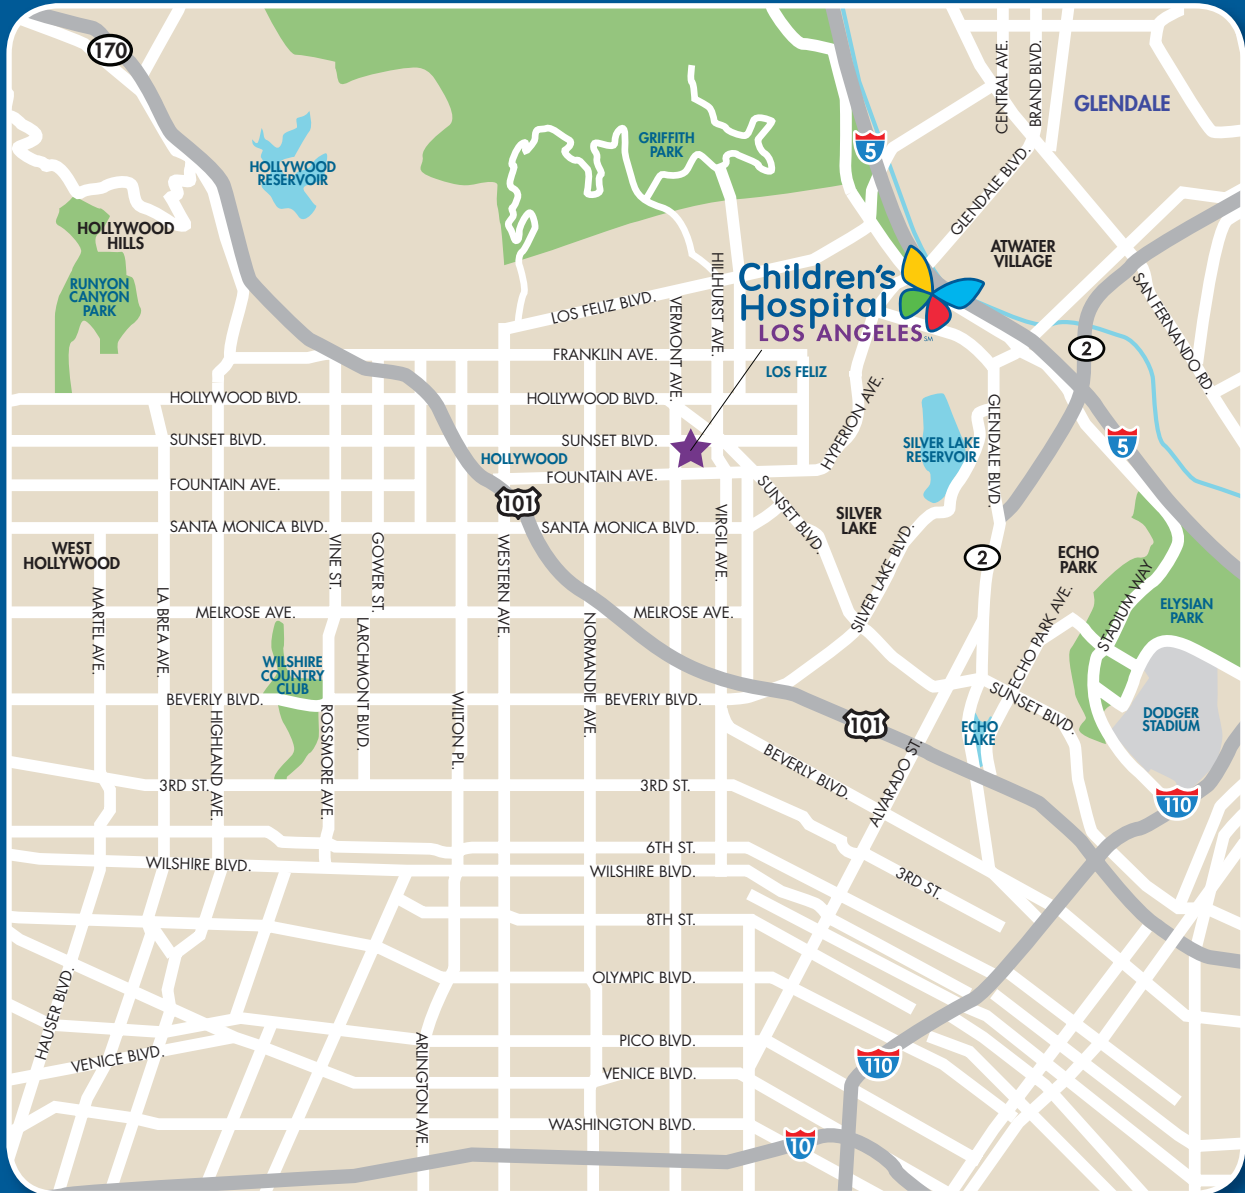 170
CENTRAL AVE.
BRAND BLVD.
GLENDALE
5
GRIFFITH
PARK
HOLLYWOOD
RESERVOIR
GLENDALE BLVD.
HOLLYWOOD
HILLS
ATWATER
VILLAGE
RUNYON
CANYON
PARK
Children's
Hospital
LOS ANGELES℠
HILLHURST AVE.
VERMONT AVE.
LOS FELIZ BLVD.
SAN FERNANDO RD.
2
FRANKLIN AVE.
LOS FELIZ
HOLLYWOOD BLVD.
HOLLYWOOD BLVD.
HYPERION AVE.
GLENDALE BLVD.
SUNSET BLVD.
SUNSET BLVD.
SILVER LAKE
RESERVOIR
5
HOLLYWOOD
FOUNTAIN AVE.
FOUNTAIN AVE.
101
SUNSET BLVD.
SILVER
LAKE
SANTA MONICA BLVD.
SANTA MONICA BLVD.
VIRGIL AVE.
WEST
HOLLYWOOD
VINE ST.
GOWER ST.
WESTERN AVE.
SILVER LAKE BLVD.
2
ECHO
PARK
STADIUM WAY
ELYSIAN
PARK
MARTEL AVE.
LA BREA AVE.
MELROSE AVE.
MELROSE AVE.
NORMANDIE AVE.
LARCHMONT BLVD.
ECHO PARK AVE.
WILSHIRE
COUNTRY
CLUB
SUNSET BLVD.
BEVERLY BLVD.
BEVERLY BLVD.
HIGHLAND AVE.
ROSSMORE AVE.
WILTON PL.
101
ECHO
LAKE
DODGER
STADIUM
BEVERLY BLVD.
ALVARADO ST.
3RD ST.
3RD ST.
110
6TH ST.
WILSHIRE BLVD.
WILSHIRE BLVD.
3RD ST.
8TH ST.
OLYMPIC BLVD.
HAUSER BLVD.
VENICE BLVD.
ARLINGTON AVE.
PICO BLVD.
110
VENICE BLVD.
WASHINGTON BLVD.
10